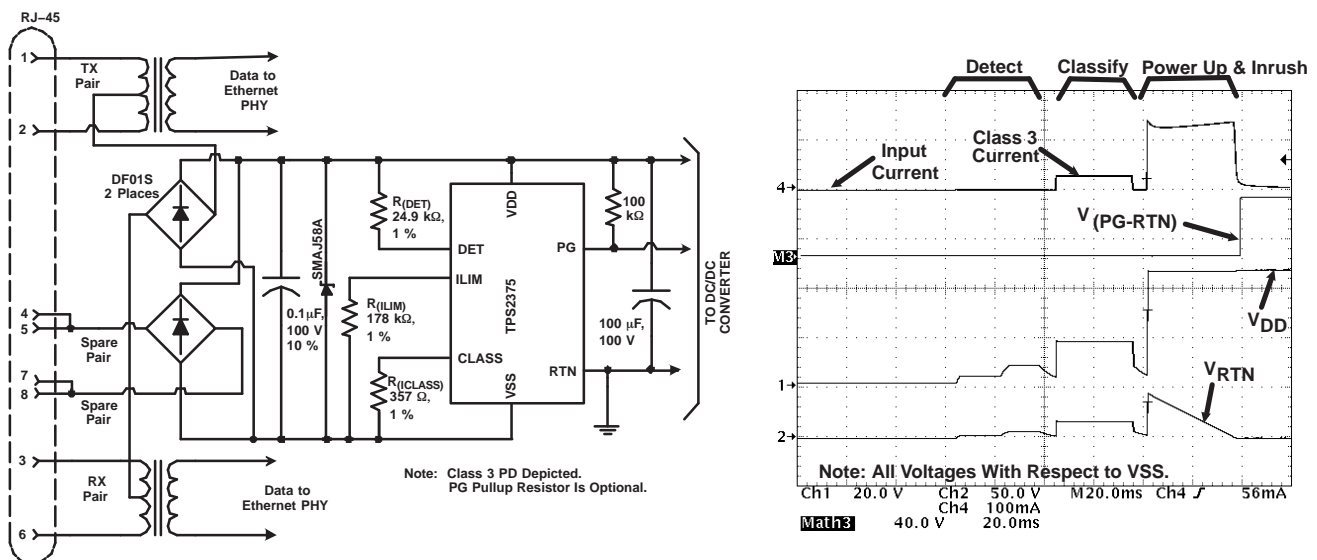 RJ–45
1
TX
Pair
2
Data to
Ethernet
PHY
DF01S
2 Places
4
5
Spare
Pair
7
8
Spare
Pair
3
RX
Pair
6
Data to
Ethernet PHY
0.1µF,
100 V
10 %
SMAJ58A
R(DET)
24.9 kΩ,
1 %
R(ILIM)
178 kΩ,
1 %
R(ICLASS)
357 Ω,
1 %
VDD
DET
ILIM
TPS2375
CLASS
VSS
PG
RTN
100
kΩ
100 µF,
100 V
TO DC/DC
CONVERTER
Note: Class 3 PD Depicted.
PG Pullup Resistor Is Optional.
Detect
Classify
Power Up & Inrush
Input
Current
Class 3
Current
4
V(PG-RTN)
M3
VDD
1
VRTN
2
Note: All Voltages With Respect to VSS.
Ch1 20.0 V Ch2 50.0 V M20.0ms Ch4 56mA
Ch4 100mA
Math3 40.0 V 20.0ms